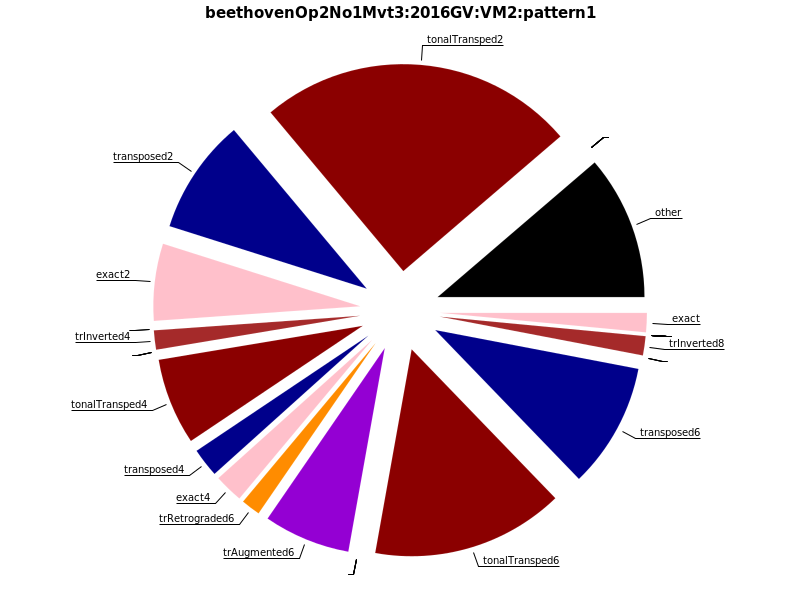 beethovenOp2No1Mvt3:2016GV:VM2:pattern1
tonalTransped2
transposed2
other
exact2
exact
trInverted4
trInverted8
tonalTransped4
transposed6
transposed4
exact4
trRetrograded6
trAugmented6
tonalTransped6